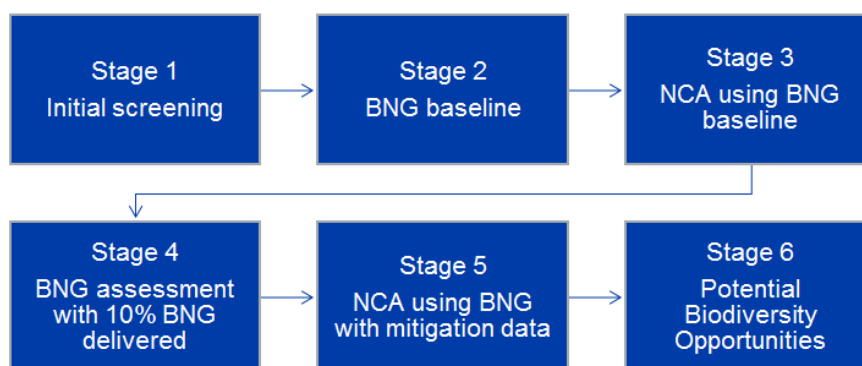 Stage 1
Initial screening
Stage 2
BNG baseline
Stage 3
NCA using BNG
baseline
Stage 4
BNG assessment
with 10% BNG
delivered
Stage 5
NCA using BNG
with mitigation data
Stage 6
Potential
Biodiversity
Opportunities